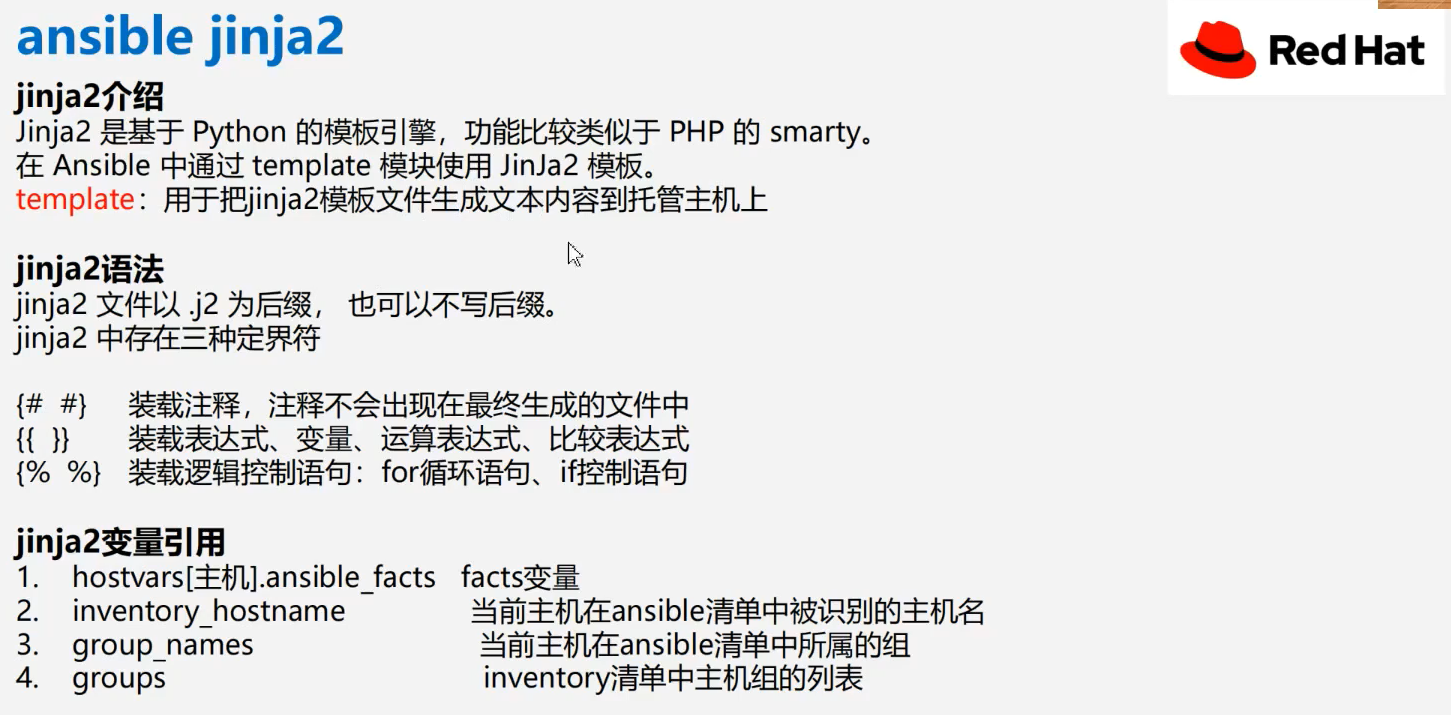 ansible jinja2
Red Hat
jinja2介绍
Jinja2 是基于 Python 的模板引擎，功能比较类似于 PHP 的 smarty。
在 Ansible 中通过 template 模块使用 JinJa2 模板。
template：用于把jinja2模板文件生成文本内容到托管主机上
jinja2语法
jinja2 文件以 .j2 为后缀， 也可以不写后缀。
jinja2 中存在三种定界符
{# #} 装载注释，注释不会出现在最终生成的文件中
{{ }} 装载表达式、变量、运算表达式、比较表达式
{% %} 装载逻辑控制语句：for循环语句、if控制语句
jinja2变量引用
1. hostvars[主机].ansible_facts facts变量
2. inventory_hostname 当前主机在ansible清单中被识别的主机名
3. group_names 当前主机在ansible清单中所属的组
4. groups inventory清单中主机组的列表